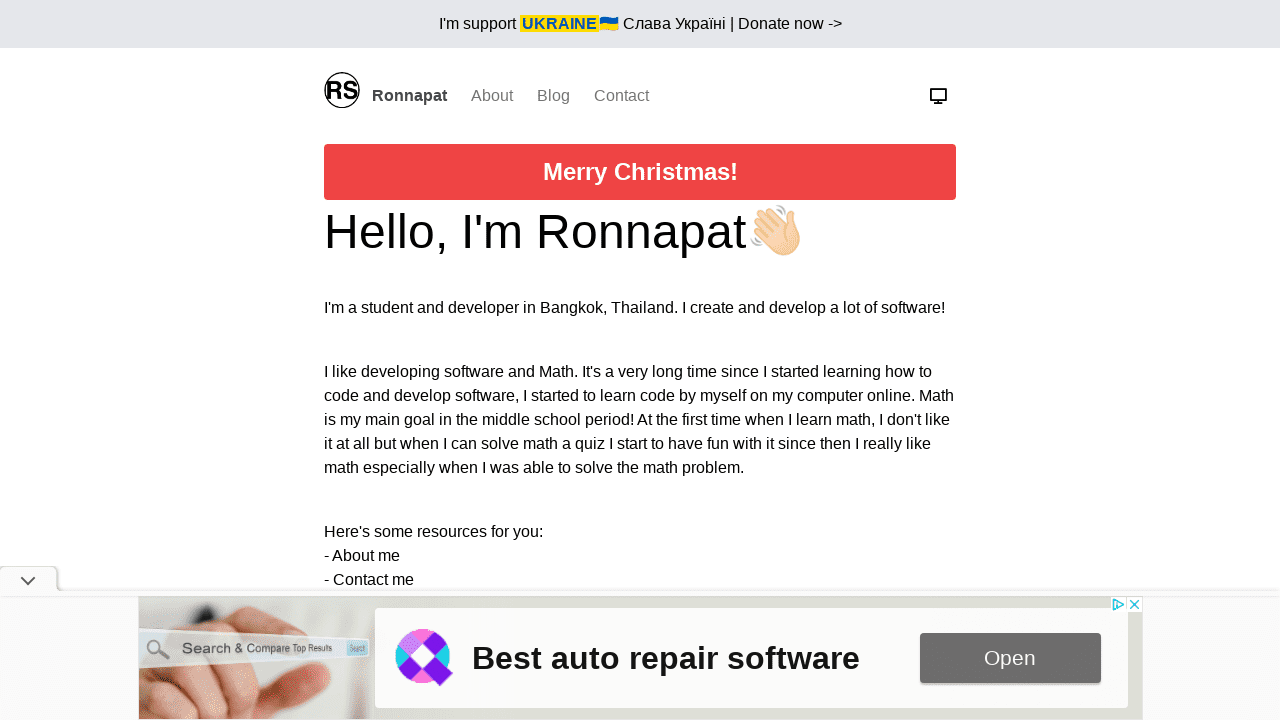 I'm support UKRAINE🇺🇦 Слава Україні | Donate now ->
RS Ronnapat About Blog Contact
Merry Christmas!
Hello, I'm Ronnapat👋🏻
I'm a student and developer in Bangkok, Thailand. I create and develop a lot of software!
I like developing software and Math. It's a very long time since I started learning how to
code and develop software, I started to learn code by myself on my computer online. Math
is my main goal in the middle school period! At the first time when I learn math, I don't like
it at all but when I can solve math a quiz I start to have fun with it since then I really like
math especially when I was able to solve the math problem.
Here's some resources for you:
- About me
- Contact me
Search & Compare Top Results Search
Best auto repair software
Open